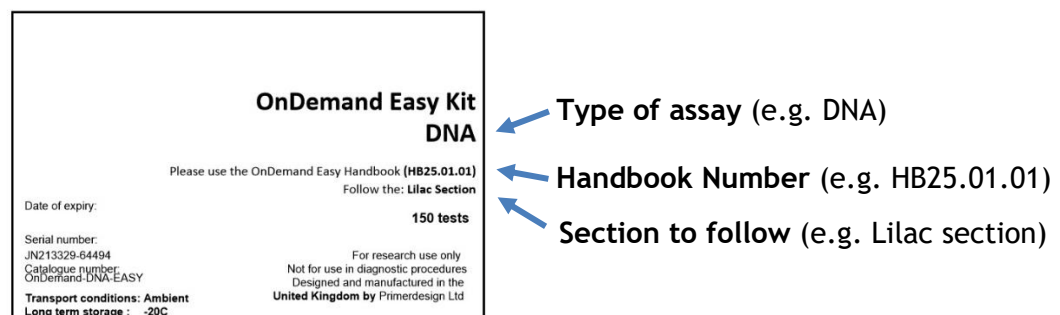 OnDemand Easy Kit
DNA
Please use the OnDemand Easy Handbook (HB25.01.01)
Follow the: Lilac Section
Date of expiry:
150 tests
Serial number:
JN213329-64494
Catalogue number:
OnDemand-DNA-EASY
For research use only
Not for use in diagnostic procedures
Designed and manufactured in the
United Kingdom by Primerdesign Ltd
Transport conditions: Ambient
Long term storage : -20C
Type of assay (e.g. DNA)
Handbook Number (e.g. HB25.01.01)
Section to follow (e.g. Lilac section)